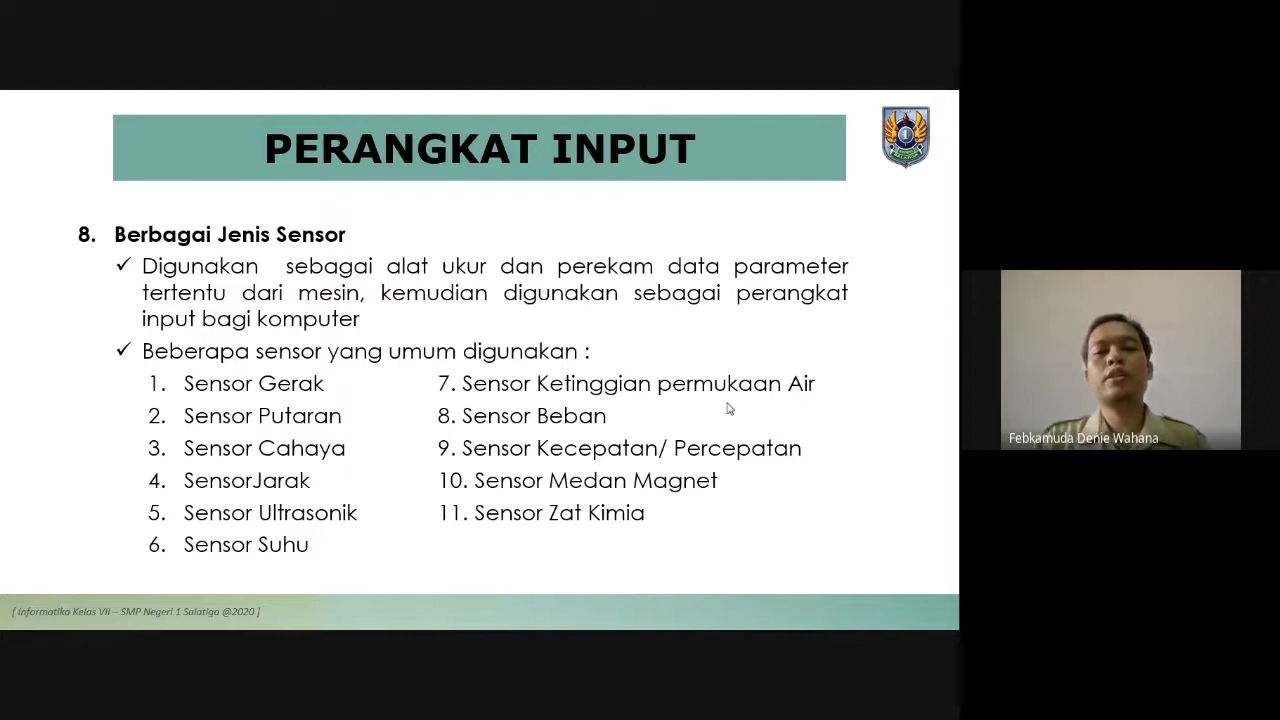 PERANGKAT INPUT
8. Berbagai Jenis Sensor
✓ Digunakan sebagai alat ukur dan perekam data parameter
tertentu dari mesin, kemudian digunakan sebagai perangkat
input bagi komputer
✓ Beberapa sensor yang umum digunakan :
1. Sensor Gerak
2. Sensor Putaran
3. Sensor Cahaya
4. SensorJarak
5. Sensor Ultrasonik
6. Sensor Suhu
7. Sensor Ketinggian permukaan Air
8. Sensor Beban
9. Sensor Kecepatan/ Percepatan
10. Sensor Medan Magnet
11. Sensor Zat Kimia
[ Informatika Kelas VII – SMP Negeri 1 Salatiga @2020 ]
Febkamuda Denie Wahana